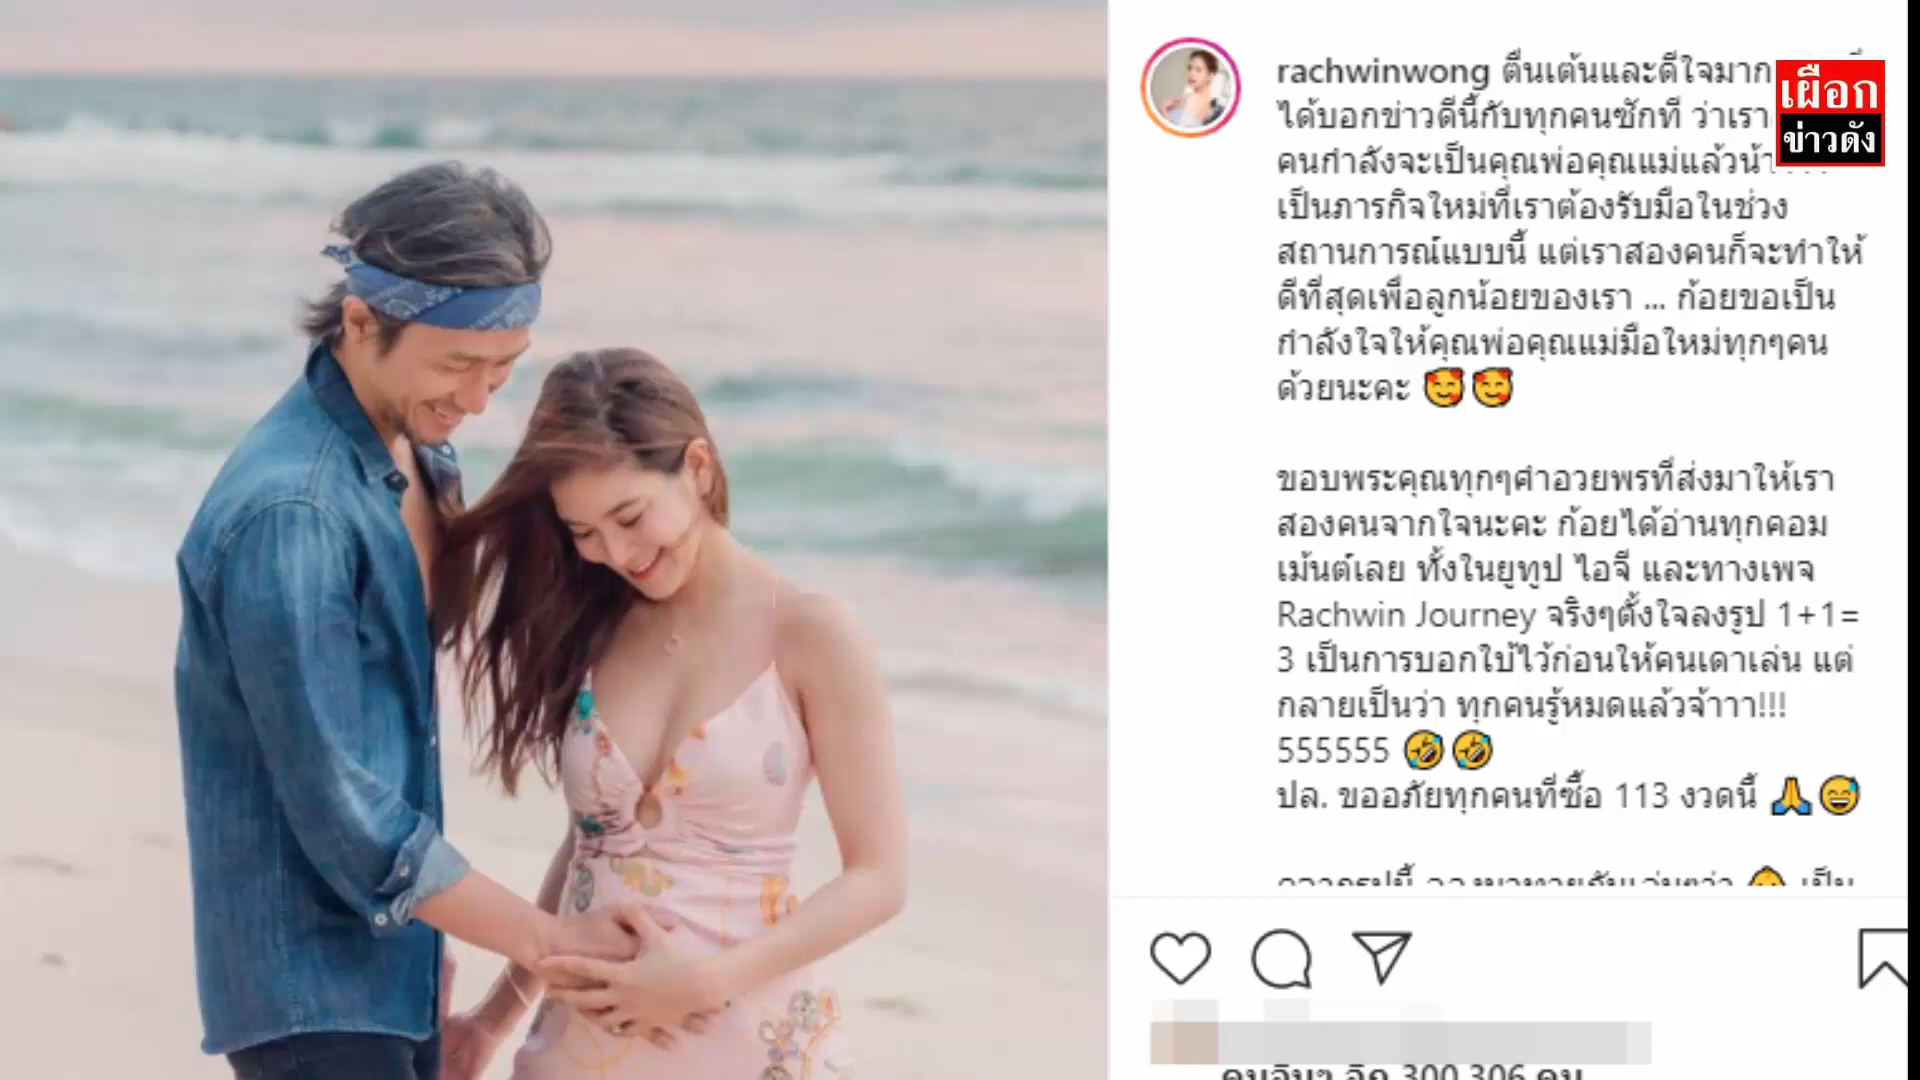 rachwinwong ตื่นเต้นและดีใจมาก
ได้บอกข่าวดีนี้กับทุกคนซักที ว่าเรา
คนกำลังจะเป็นคุณพ่อคุณแม่แล้วน้า
เป็นภารกิจใหม่ที่เราต้องรับมือในช่วง
สถานการณ์แบบนี้ แต่เราสองคนก็จะทำให้
ดีที่สุดเพื่อลูกน้อยของเรา ... ก้อยขอเป็น
กำลังใจให้คุณพ่อคุณแม่มือใหม่ทุกๆคน
ด้วยนะคะ 🥰🥰
ขอบพระคุณทุกๆคำอวยพรที่ส่งมาให้เรา
สองคนจากใจนะคะ ก้อยได้อ่านทุกคอม
เม้นต์เลย ทั้งในยูทูป ไอจี และทางเพจ
Rachwin Journey จริงๆตั้งใจลงรูป 1+1=
3 เป็นการบอกใบ้ไว้ก่อนให้คนเดาเล่น แต่
กลายเป็นว่า ทุกคนรู้หมดแล้วจ้าาา!!!
555555 🤣🤣
ปล. ขออภัยทุกคนที่ซื้อ 113 งวดนี้ 🙏😅
คนอื่นๆ อีก 300,306 คน
เผือก
ข่าวดัง